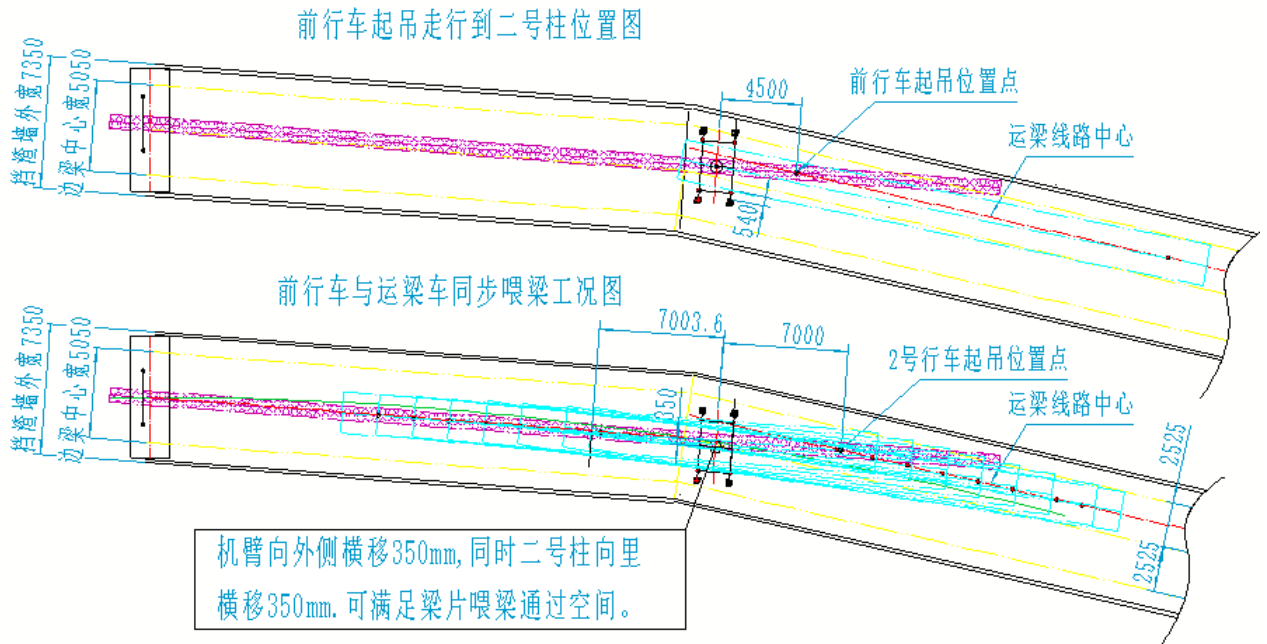 前行车起吊走行到二号柱位置图
挡渣墙外宽7350
边梁中心宽5050
4500
前行车起吊位置点
运梁线路中心
540
前行车与运梁车同步喂梁工况图
挡渣墙外宽7350
边梁中心宽5050
7003.6
7000
2号行车起吊位置点
运梁线路中心
350
2525
2525
机臂向外侧横移350mm,同时二号柱向里
横移350mm.可满足梁片喂梁通过空间。